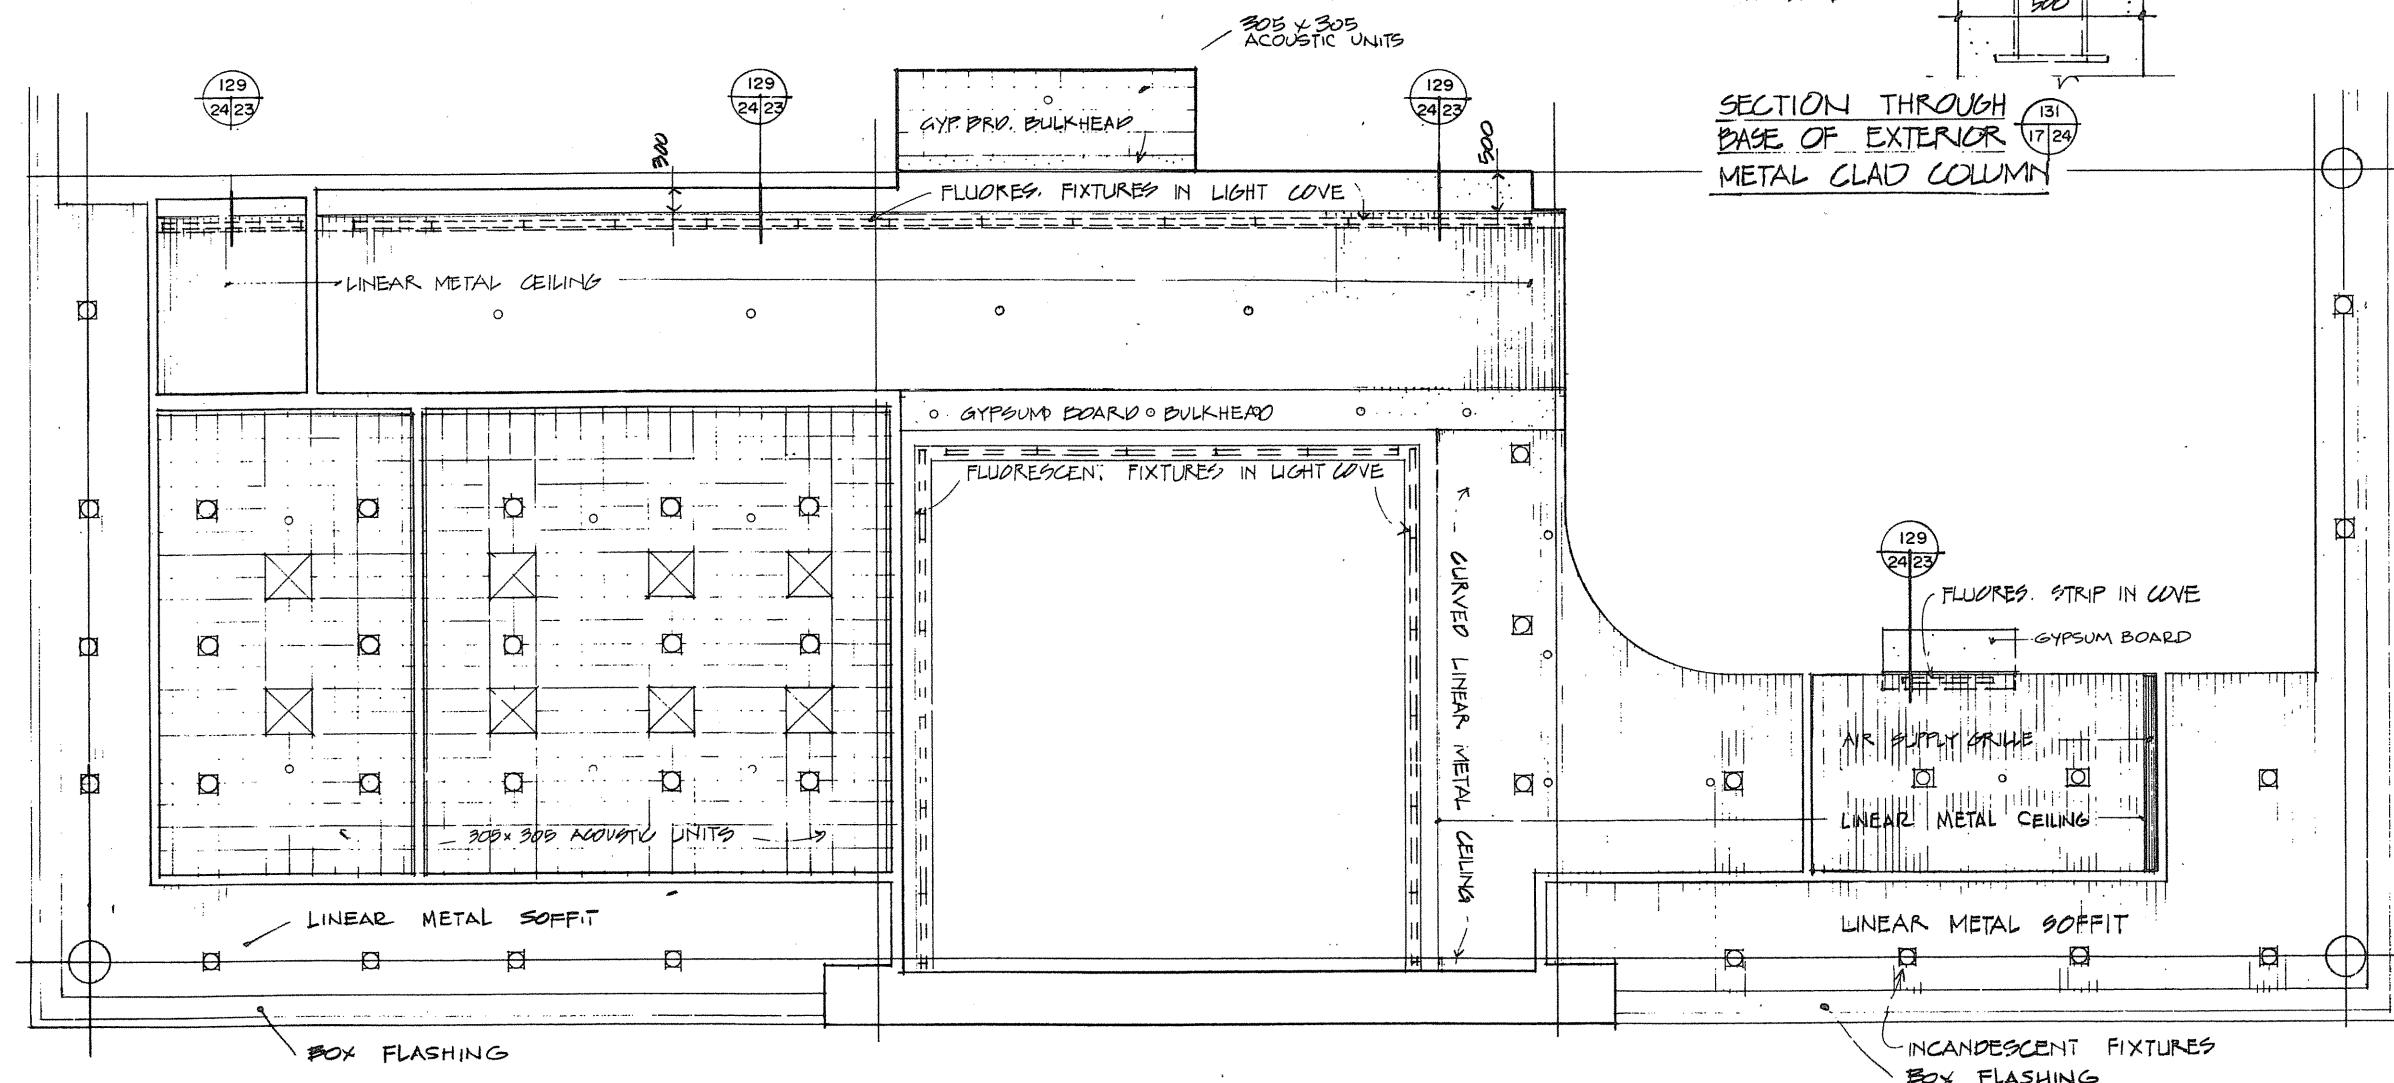 305 x 305
ACOUSTIC UNITS
500
129
24 23
129
24 23
129
24 23
SECTION THROUGH
BASE OF EXTERIOR
METAL CLAD COLUMN
131
17 24
GYP. BRD. BULKHEAD
300
500
FLUORES. FIXTURES IN LIGHT COVE
LINEAR METAL CEILING
GYPSUM BOARD BULKHEAD
FLUORESCEN. FIXTURES IN LIGHT COVE
CURVED LINEAR METAL CEILING
129
24 23
FLUORES. STRIP IN COVE
GYPSUM BOARD
AIR SUPPLY GRILLE
LINEAR METAL CEILING
305 x 305 ACOUSTIC UNITS
LINEAR METAL SOFFIT
LINEAR METAL SOFFIT
BOX FLASHING
INCANDESCENT FIXTURES
BOX FLASHING